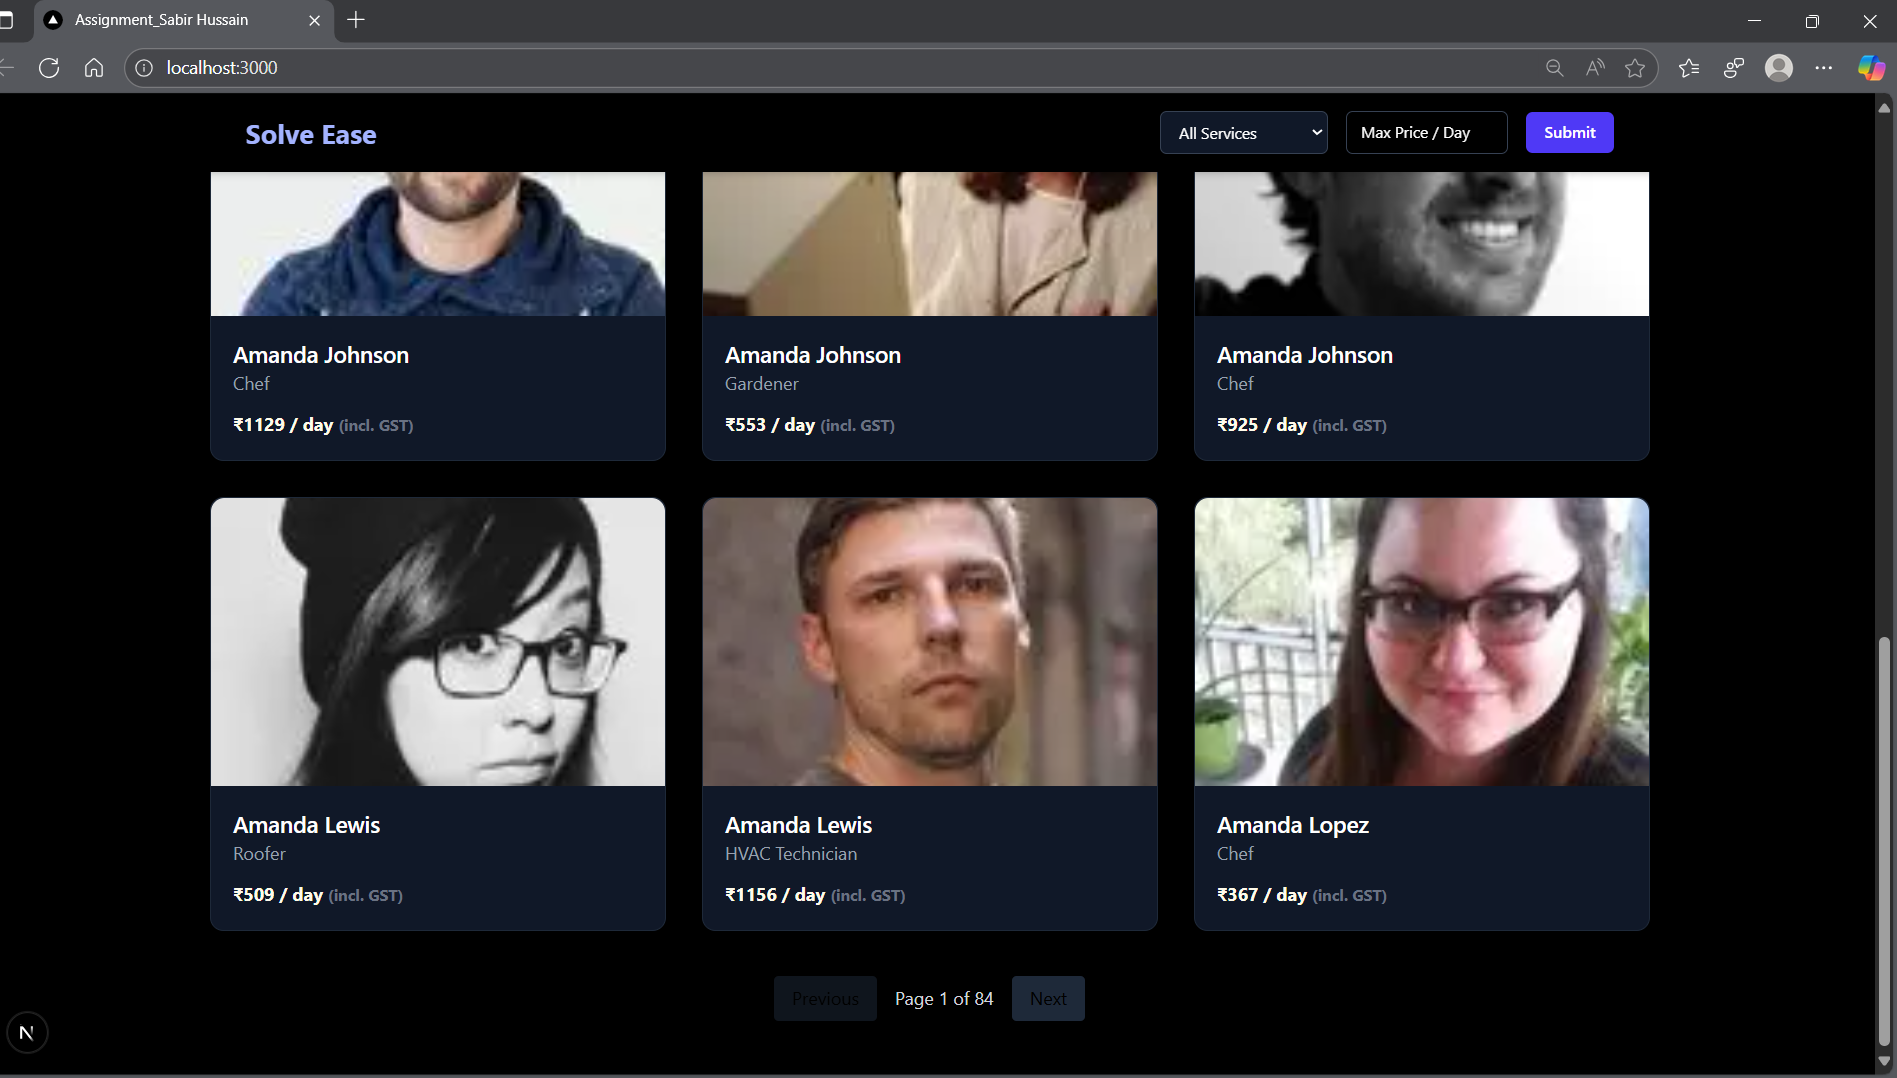 Assignment_Sabir Hussain
localhost:3000
Solve Ease
All Services
Max Price / Day
Submit
Amanda Johnson
Chef
₹1129 / day (incl. GST)
Amanda Johnson
Gardener
₹553 / day (incl. GST)
Amanda Johnson
Chef
₹925 / day (incl. GST)
Amanda Lewis
Roofer
₹509 / day (incl. GST)
Amanda Lewis
HVAC Technician
₹1156 / day (incl. GST)
Amanda Lopez
Chef
₹367 / day (incl. GST)
Previous
Page 1 of 84
Next
N